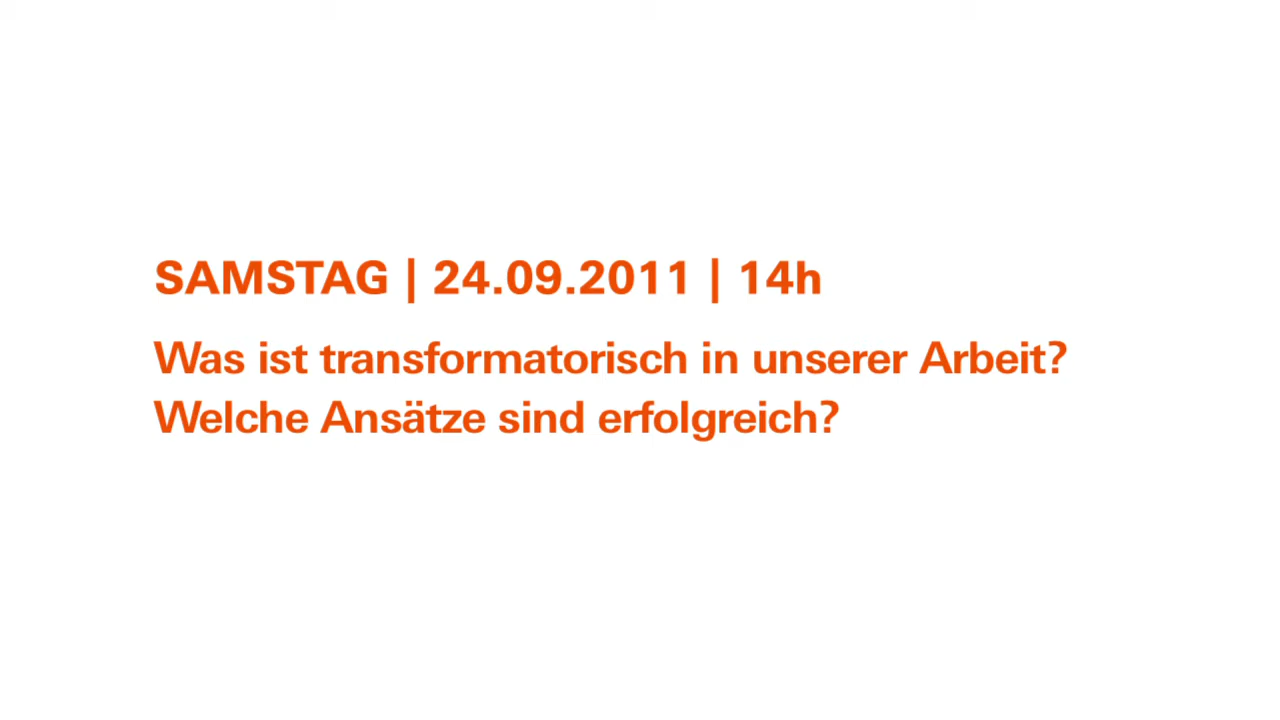 SAMSTAG | 24.09.2011 | 14h
Was ist transformatorisch in unserer Arbeit?
Welche Ansätze sind erfolgreich?